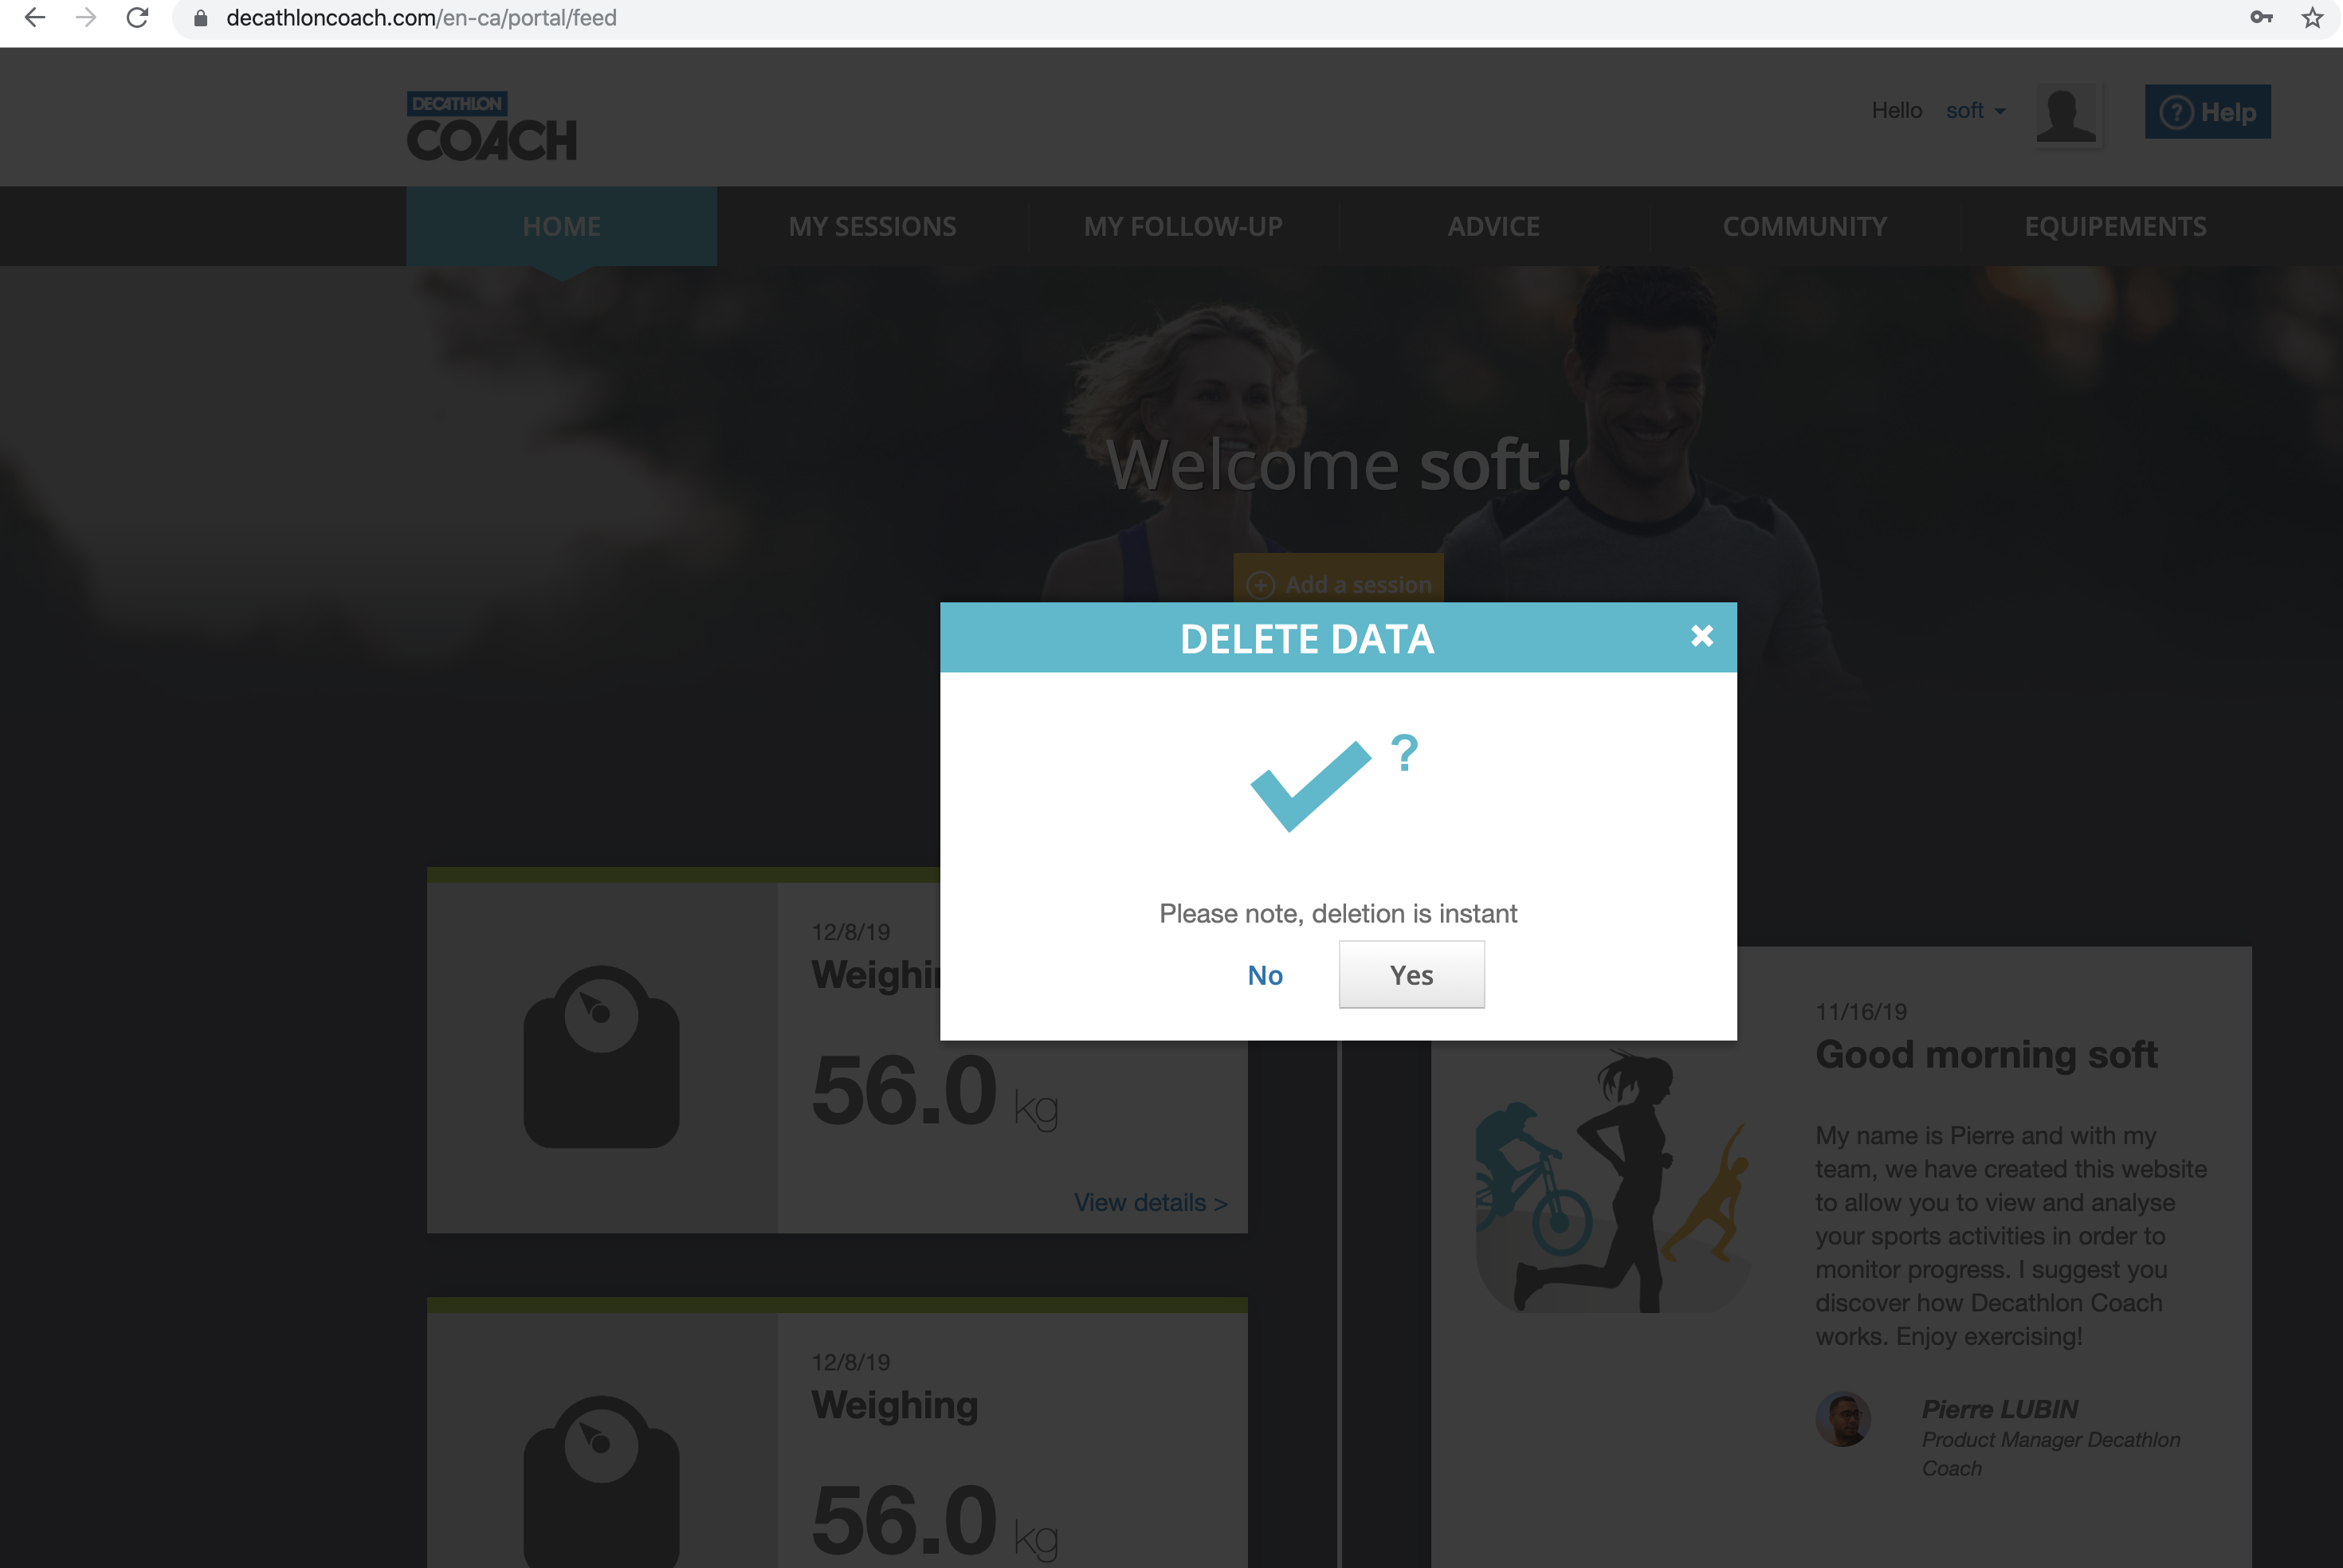 decathloncoach.com/en-ca/portal/feed
DECATHLON
COACH
Hello soft
? Help
HOME
MY SESSIONS
MY FOLLOW-UP
ADVICE
COMMUNITY
EQUIPEMENTS
Welcome soft !
Add a session
DELETE DATA
?
Please note, deletion is instant
No
Yes
12/8/19
Weighin
56.0 kg
View details >
12/8/19
Weighing
56.0 kg
11/16/19
Good morning soft
My name is Pierre and with my
team, we have created this website
to allow you to view and analyse
your sports activities in order to
monitor progress. I suggest you
discover how Decathlon Coach
works. Enjoy exercising!
Pierre LUBIN
Product Manager Decathlon
Coach